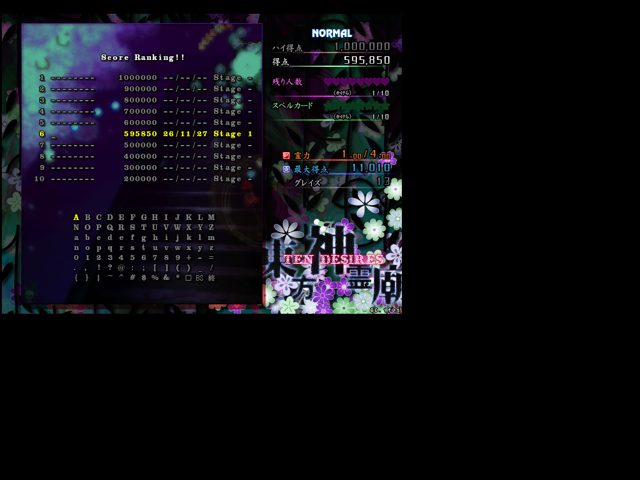 Score Ranking!!
1 -------- 1000000 --/--/-- Stage -
2 -------- 900000 --/--/-- Stage -
3 -------- 800000 --/--/-- Stage -
4 -------- 700000 --/--/-- Stage -
5 -------- 600000 --/--/-- Stage -
6 _ 595850 26/11/27 Stage 1
7 -------- 500000 --/--/-- Stage -
8 -------- 400000 --/--/-- Stage -
9 -------- 300000 --/--/-- Stage -
10 -------- 200000 --/--/-- Stage -
A B C D E F G H I J K L M
N O P Q R S T U V W X Y Z
a b c d e f g h i j k l m
n o p q r s t u v w x y z
0 1 2 3 4 5 6 7 8 9 + - =
. , ! ? @ : ; [ ] ( ) _ /
{ } | ~ ^ # $ % & * □ BS 終
NORMAL
ハイ得点 1,000,000
得点 595,850
残り人数
1/10
スペルカード
1/10
霊力 1.00/4.00
最大得点 11,010
グレイズ 13
東方神霊廟
TEN DESIRES